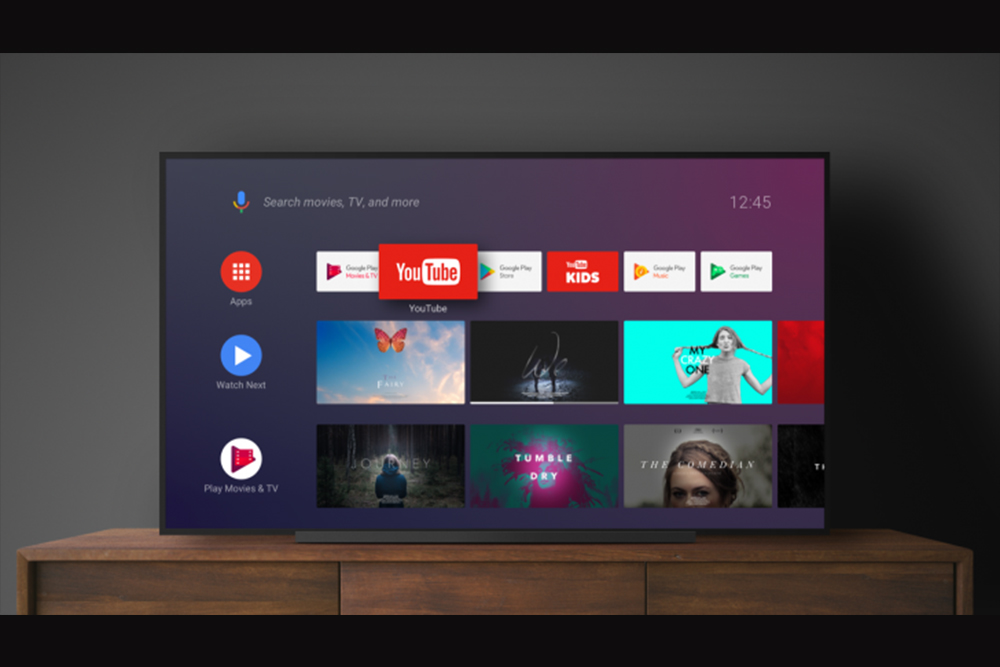 Search movies, TV, and more
12:45
Apps
Google Play
Movies & TV
YouTube
Google Play
Store
YouTube
KIDS
Google Play
Music
Google Play
Games
YouTube
Watch Next
THE
FAIRY
We
MY
CRAZY
ONE
Play Movies & TV
JOURNEY
TUMBLE
DRY
THE COMEDIAN